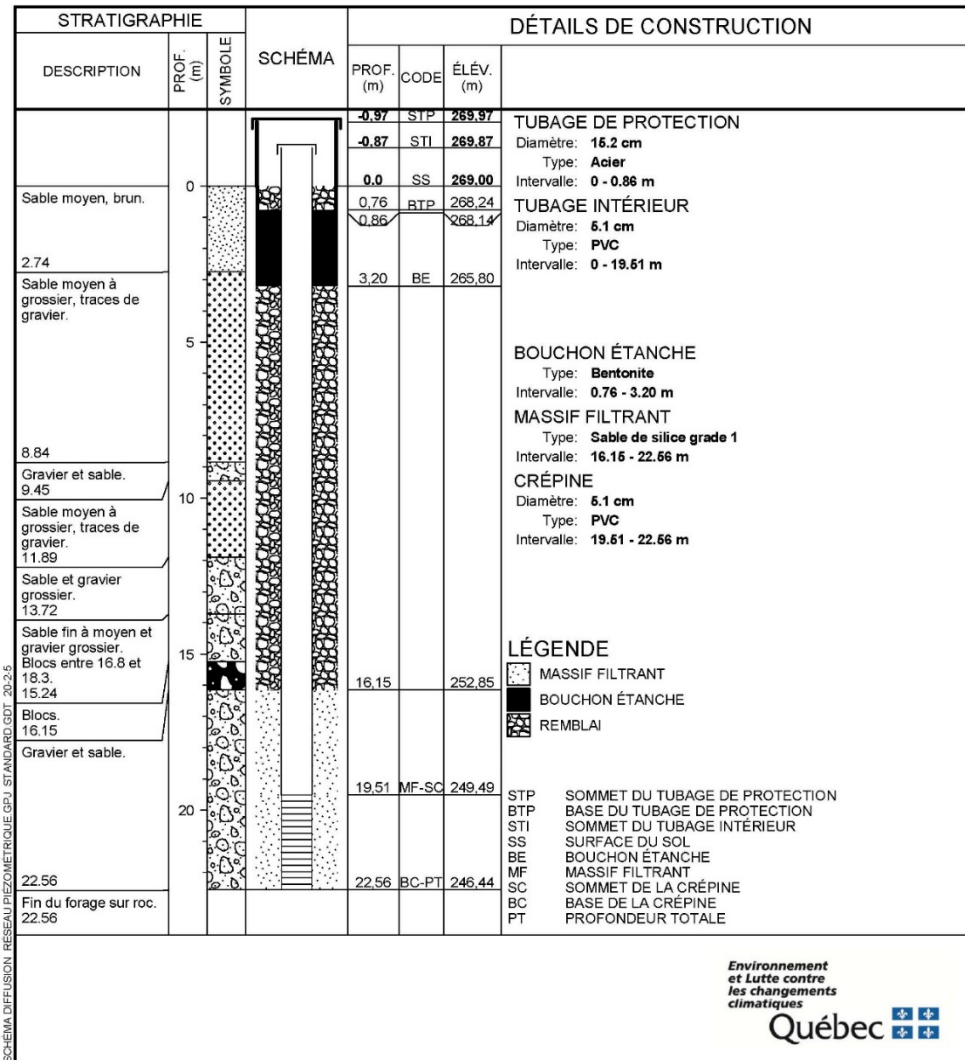 STRATIGRAPHIE
DESCRIPTION
PROF. (m)
SYMBOLE
SCHÉMA
DÉTAILS DE CONSTRUCTION
PROF. (m)
CODE
ÉLÉV. (m)
Sable moyen, brun.
2.74
Sable moyen à
grossier, traces de
gravier.
8.84
Gravier et sable.
9.45
Sable moyen à
grossier, traces de
gravier.
11.89
Sable et gravier
grossier.
13.72
Sable fin à moyen et
gravier grossier.
Blocs entre 16.8 et
18.3.
15.24
Blocs.
16.15
Gravier et sable.
22.56
Fin du forage sur roc.
22.56
0
5
10
15
20
-0.97 STP 269.97
-0.87 STI 269.87
0.0 SS 269.00
0,76 BTP 268,24
0,86 268,14
3,20 BE 265,80
16,15 252,85
19,51 MF-SC 249,49
22,56 BC-PT 246,44
TUBAGE DE PROTECTION
Diamètre: 15.2 cm
Type: Acier
Intervalle: 0 - 0.86 m
TUBAGE INTÉRIEUR
Diamètre: 5.1 cm
Type: PVC
Intervalle: 0 - 19.51 m
BOUCHON ÉTANCHE
Type: Bentonite
Intervalle: 0.76 - 3.20 m
MASSIF FILTRANT
Type: Sable de silice grade 1
Intervalle: 16.15 - 22.56 m
CRÉPINE
Diamètre: 5.1 cm
Type: PVC
Intervalle: 19.51 - 22.56 m
LÉGENDE
MASSIF FILTRANT
BOUCHON ÉTANCHE
REMBLAI
STP SOMMET DU TUBAGE DE PROTECTION
BTP BASE DU TUBAGE DE PROTECTION
STI SOMMET DU TUBAGE INTÉRIEUR
SS SURFACE DU SOL
BE BOUCHON ÉTANCHE
MF MASSIF FILTRANT
SC SOMMET DE LA CRÉPINE
BC BASE DE LA CRÉPINE
PT PROFONDEUR TOTALE
SCHÉMA DIFFUSION RÉSEAU PIÉZOMÉTRIQUE.GPJ STANDARD.GDT 20-2-5
Environnement
et Lutte contre
les changements
climatiques
Québec